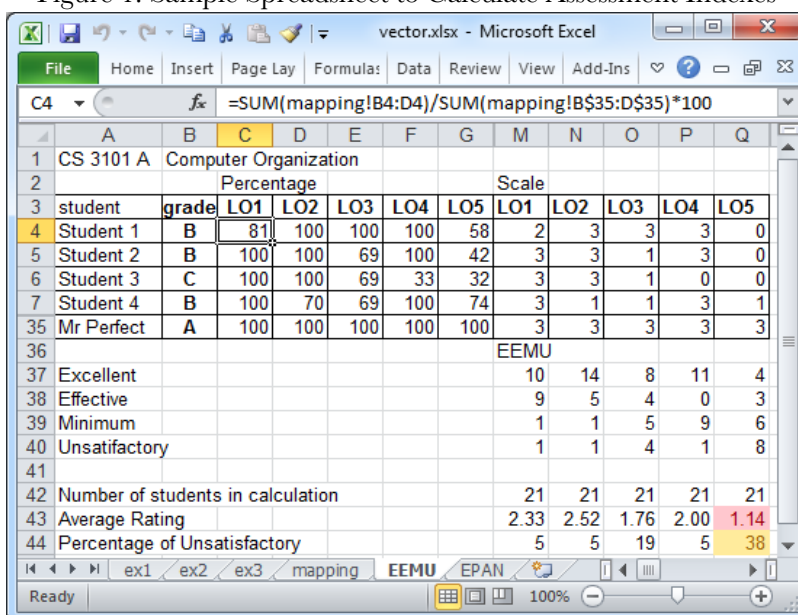 Figure 1. Sample Spreadsheet to Calculate Assessment Indexes
vector.xlsx - Microsoft Excel
File Home Insert Page Lay Formulas Data Review View Add-Ins
C4 fx =SUM(mapping!B4:D4)/SUM(mapping!B$35:D$35)*100
A B C D E F G M N O P Q
1 CS 3101 A Computer Organization
2 Percentage Scale
3 student grade LO1 LO2 LO3 LO4 LO5 LO1 LO2 LO3 LO4 LO5
4 Student 1 B 81 100 100 100 58 2 3 3 3 0
5 Student 2 B 100 100 69 100 42 3 3 1 3 0
6 Student 3 C 100 100 69 33 32 3 3 1 0 0
7 Student 4 B 100 70 69 100 74 3 1 1 3 1
35 Mr Perfect A 100 100 100 100 100 3 3 3 3 3
36 EEMU
37 Excellent 10 14 8 11 4
38 Effective 9 5 4 0 3
39 Minimum 1 1 5 9 6
40 Unsatifactory 1 1 4 1 8
41
42 Number of students in calculation 21 21 21 21 21
43 Average Rating 2.33 2.52 1.76 2.00 1.14
44 Percentage of Unsatisfactory 5 5 19 5 38
ex1 ex2 ex3 mapping EEMU EPAN
Ready 100%